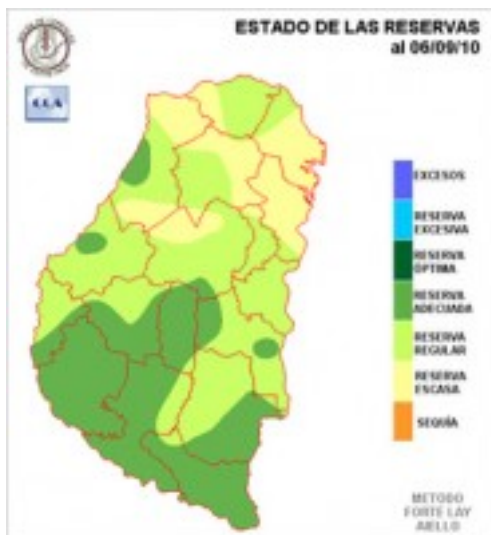 ESTADO DE LAS RESERVAS
al 06/09/10
CCA
EXCESOS
RESERVA
EXCESIVA
RESERVA
ÓPTIMA
RESERVA
ADECUADA
RESERVA
REGULAR
RESERVA
ESCASA
SEQUÍA
METODO
FORTE LAY
AIELLO